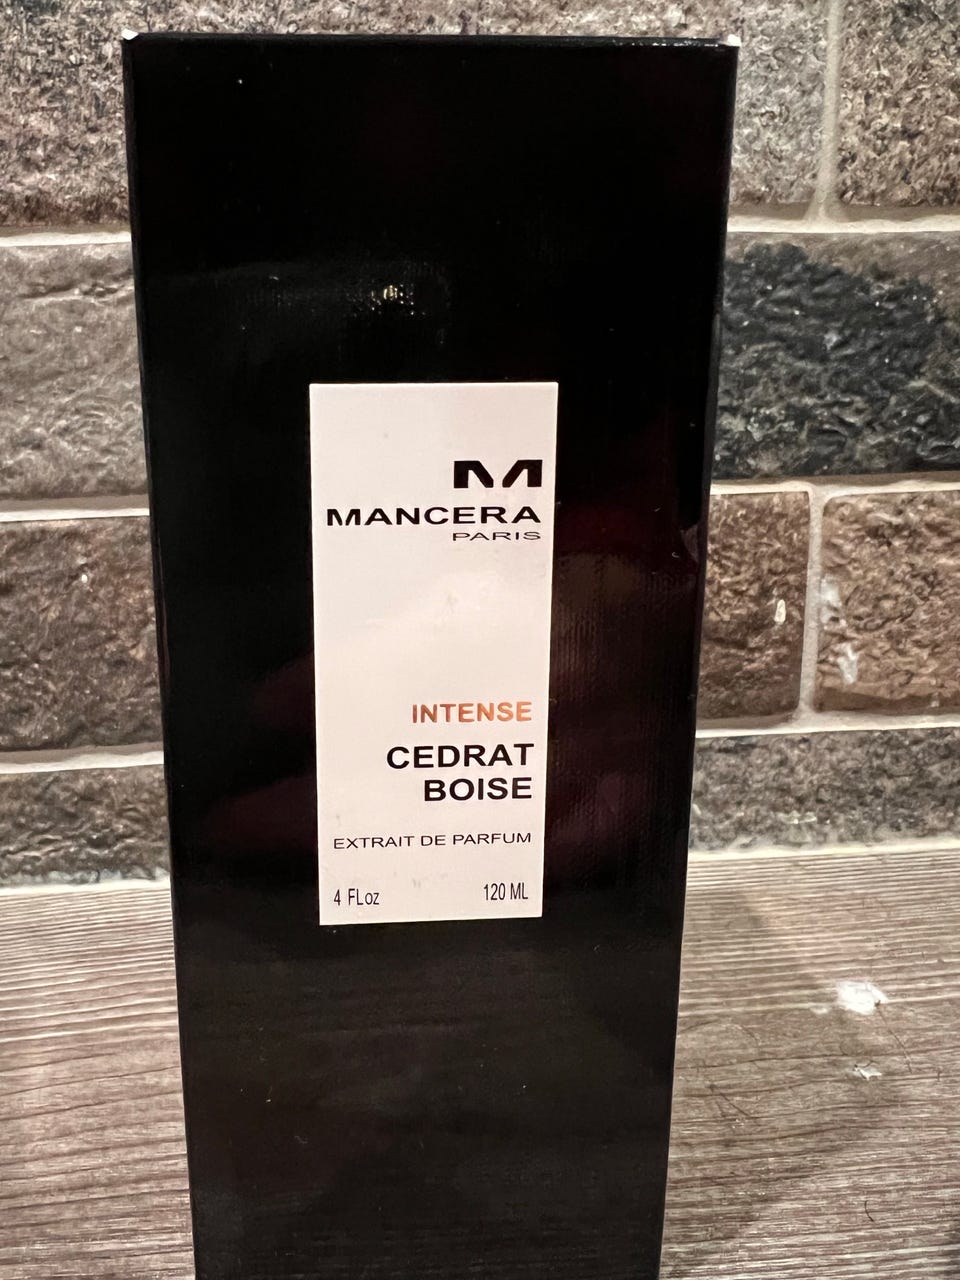 M
MANCERA
PARIS
INTENSE
CEDRAT
BOISE
EXTRAIT DE PARFUM
4 FLoz 120 ML